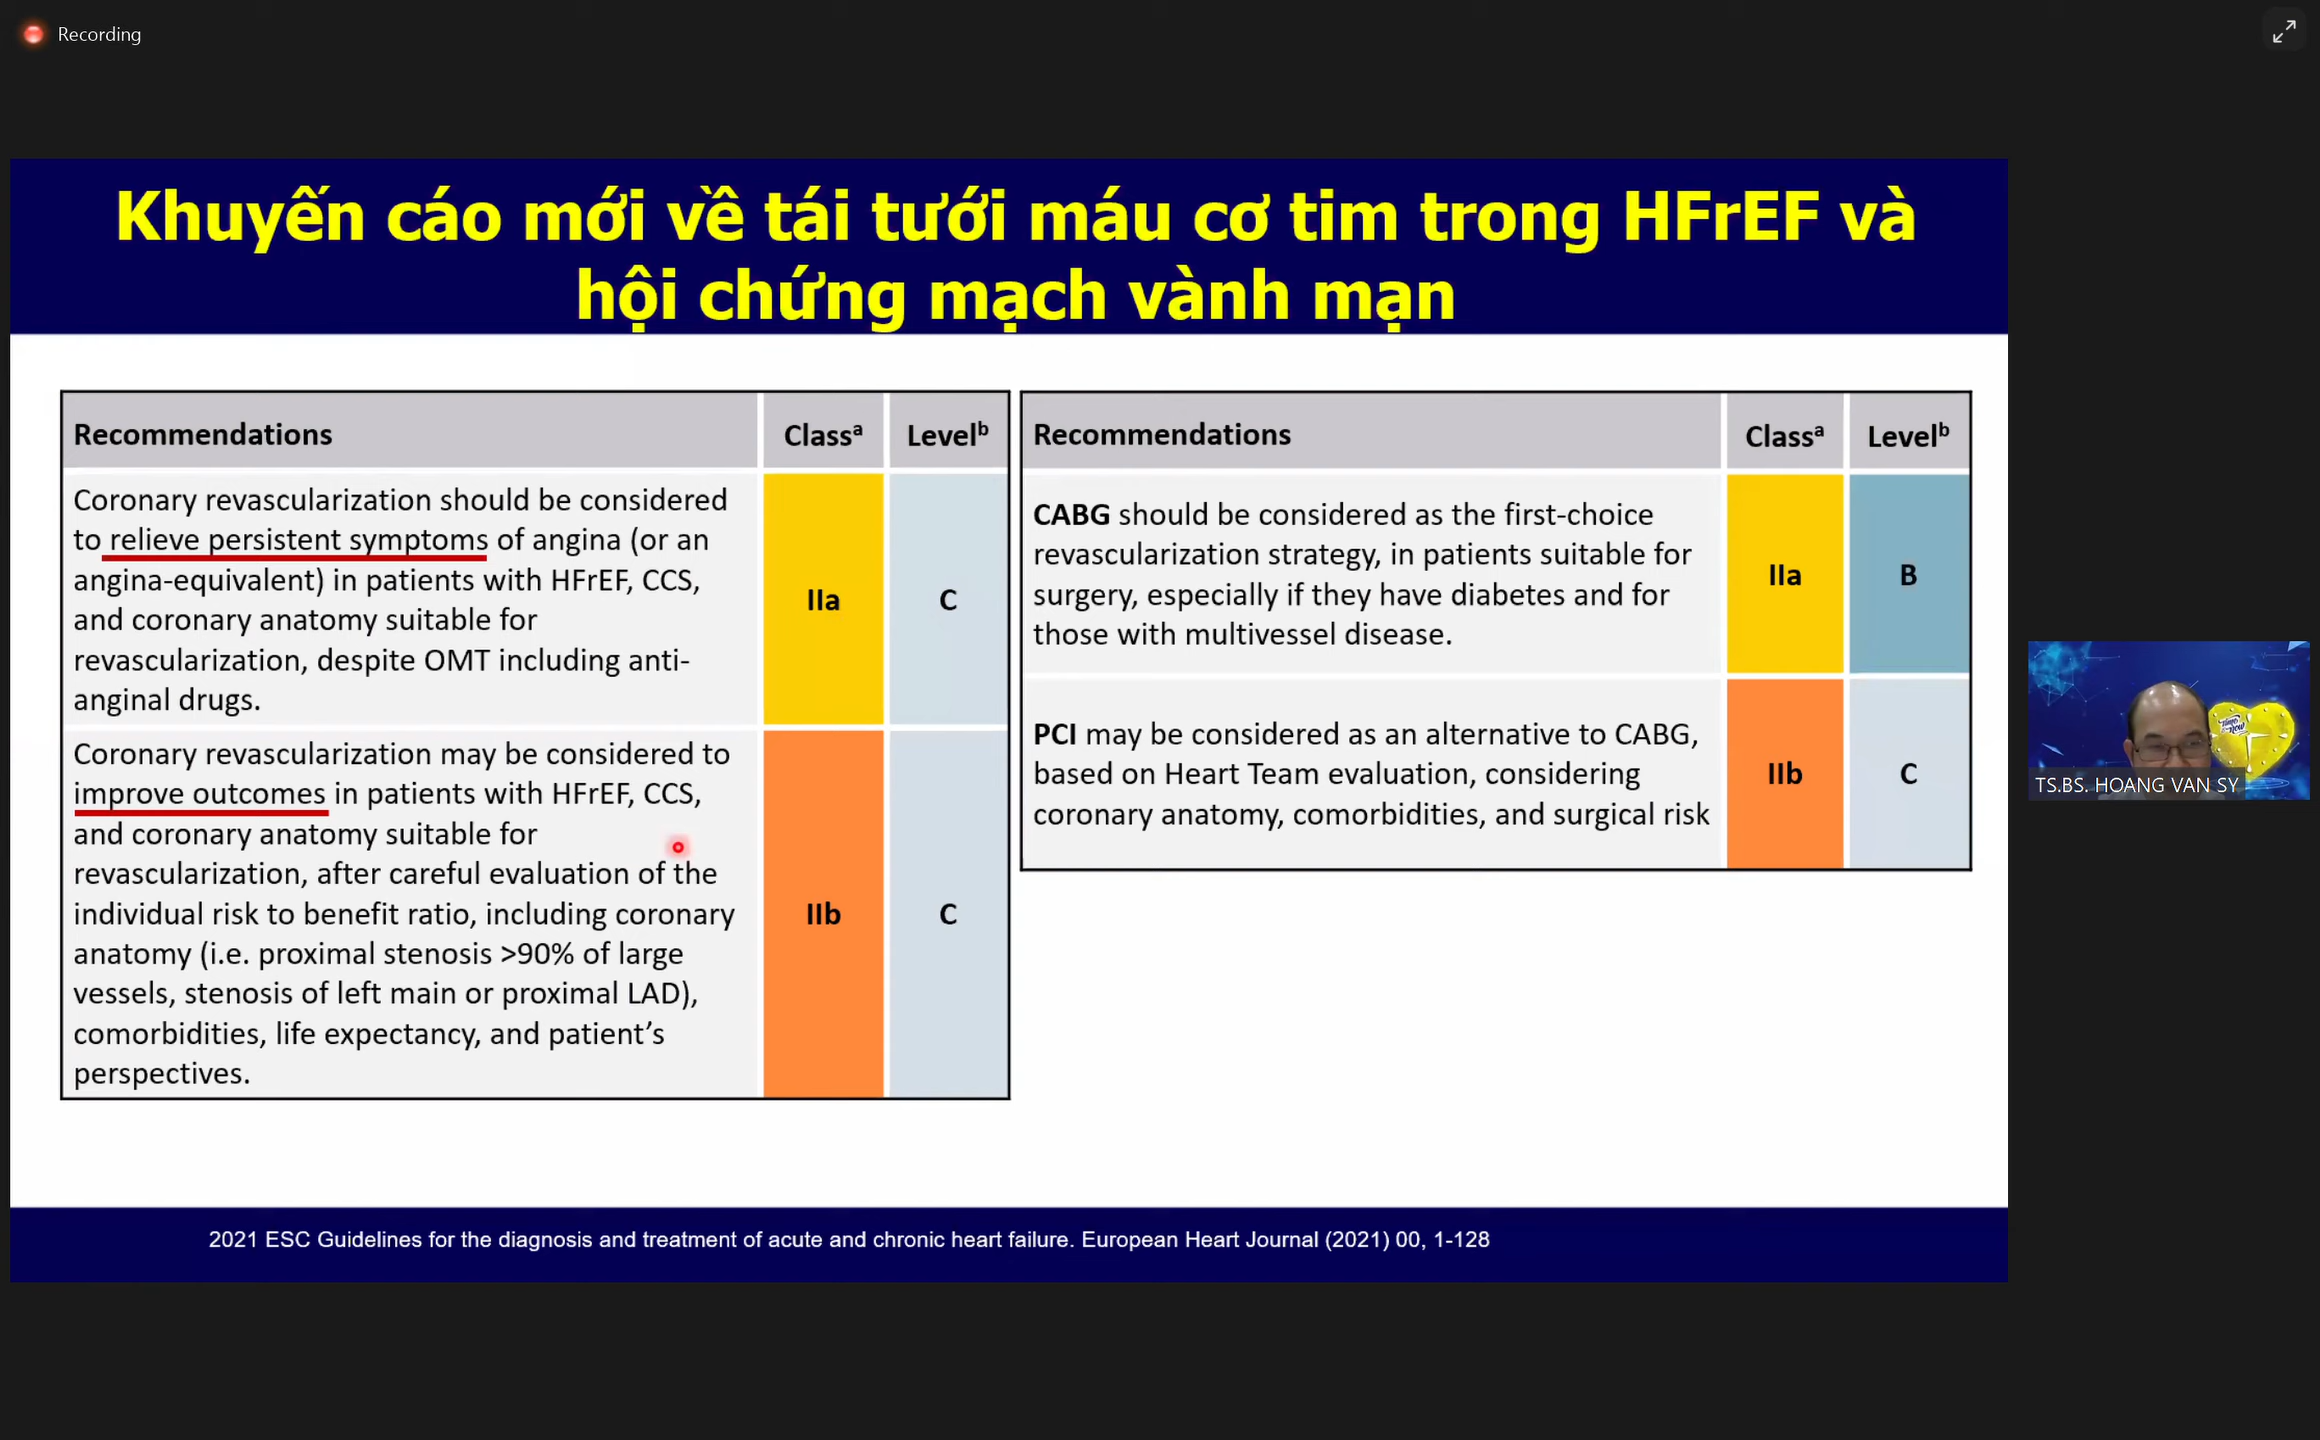 Recording
Khuyến cáo mới về tái tưới máu cơ tim trong HFrEF và
hội chứng mạch vành mạn
Recommendations Classᵃ Levelᵇ
Coronary revascularization should be considered
to relieve persistent symptoms of angina (or an
angina-equivalent) in patients with HFrEF, CCS,
and coronary anatomy suitable for
revascularization, despite OMT including anti-
anginal drugs.
IIa C
Coronary revascularization may be considered to
improve outcomes in patients with HFrEF, CCS,
and coronary anatomy suitable for
revascularization, after careful evaluation of the
individual risk to benefit ratio, including coronary
anatomy (i.e. proximal stenosis >90% of large
vessels, stenosis of left main or proximal LAD),
comorbidities, life expectancy, and patient’s
perspectives.
IIb C
Recommendations Classᵃ Levelᵇ
CABG should be considered as the first-choice
revascularization strategy, in patients suitable for
surgery, especially if they have diabetes and for
those with multivessel disease.
IIa B
PCI may be considered as an alternative to CABG,
based on Heart Team evaluation, considering
coronary anatomy, comorbidities, and surgical risk
IIb C
TS.BS. HOANG VAN SY
2021 ESC Guidelines for the diagnosis and treatment of acute and chronic heart failure. European Heart Journal (2021) 00, 1-128